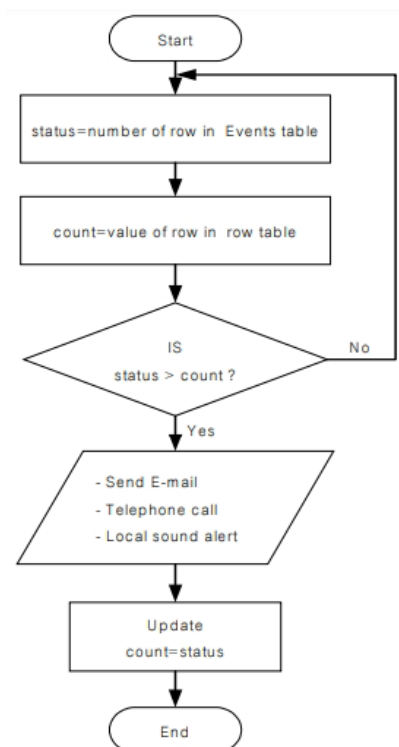 Start
status=number of row in Events table
count=value of row in row table
IS
status > count ?
No
Yes
- Send E-mail
- Telephone call
- Local sound alert
Update
count=status
End